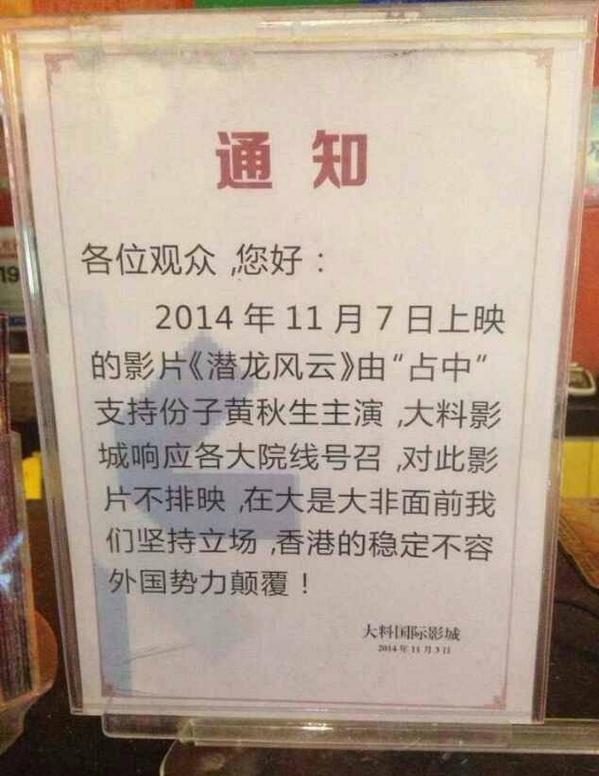 通知
各位观众，您好：
2014年11月7日上映
的影片《潜龙风云》由“占中”
支持份子黄秋生主演，大料影
城响应各大院线号召，对此影
片不排映，在大是大非面前我
们坚持立场，香港的稳定不容
外国势力颠覆！
大料国际影城
2014年11月3日
19